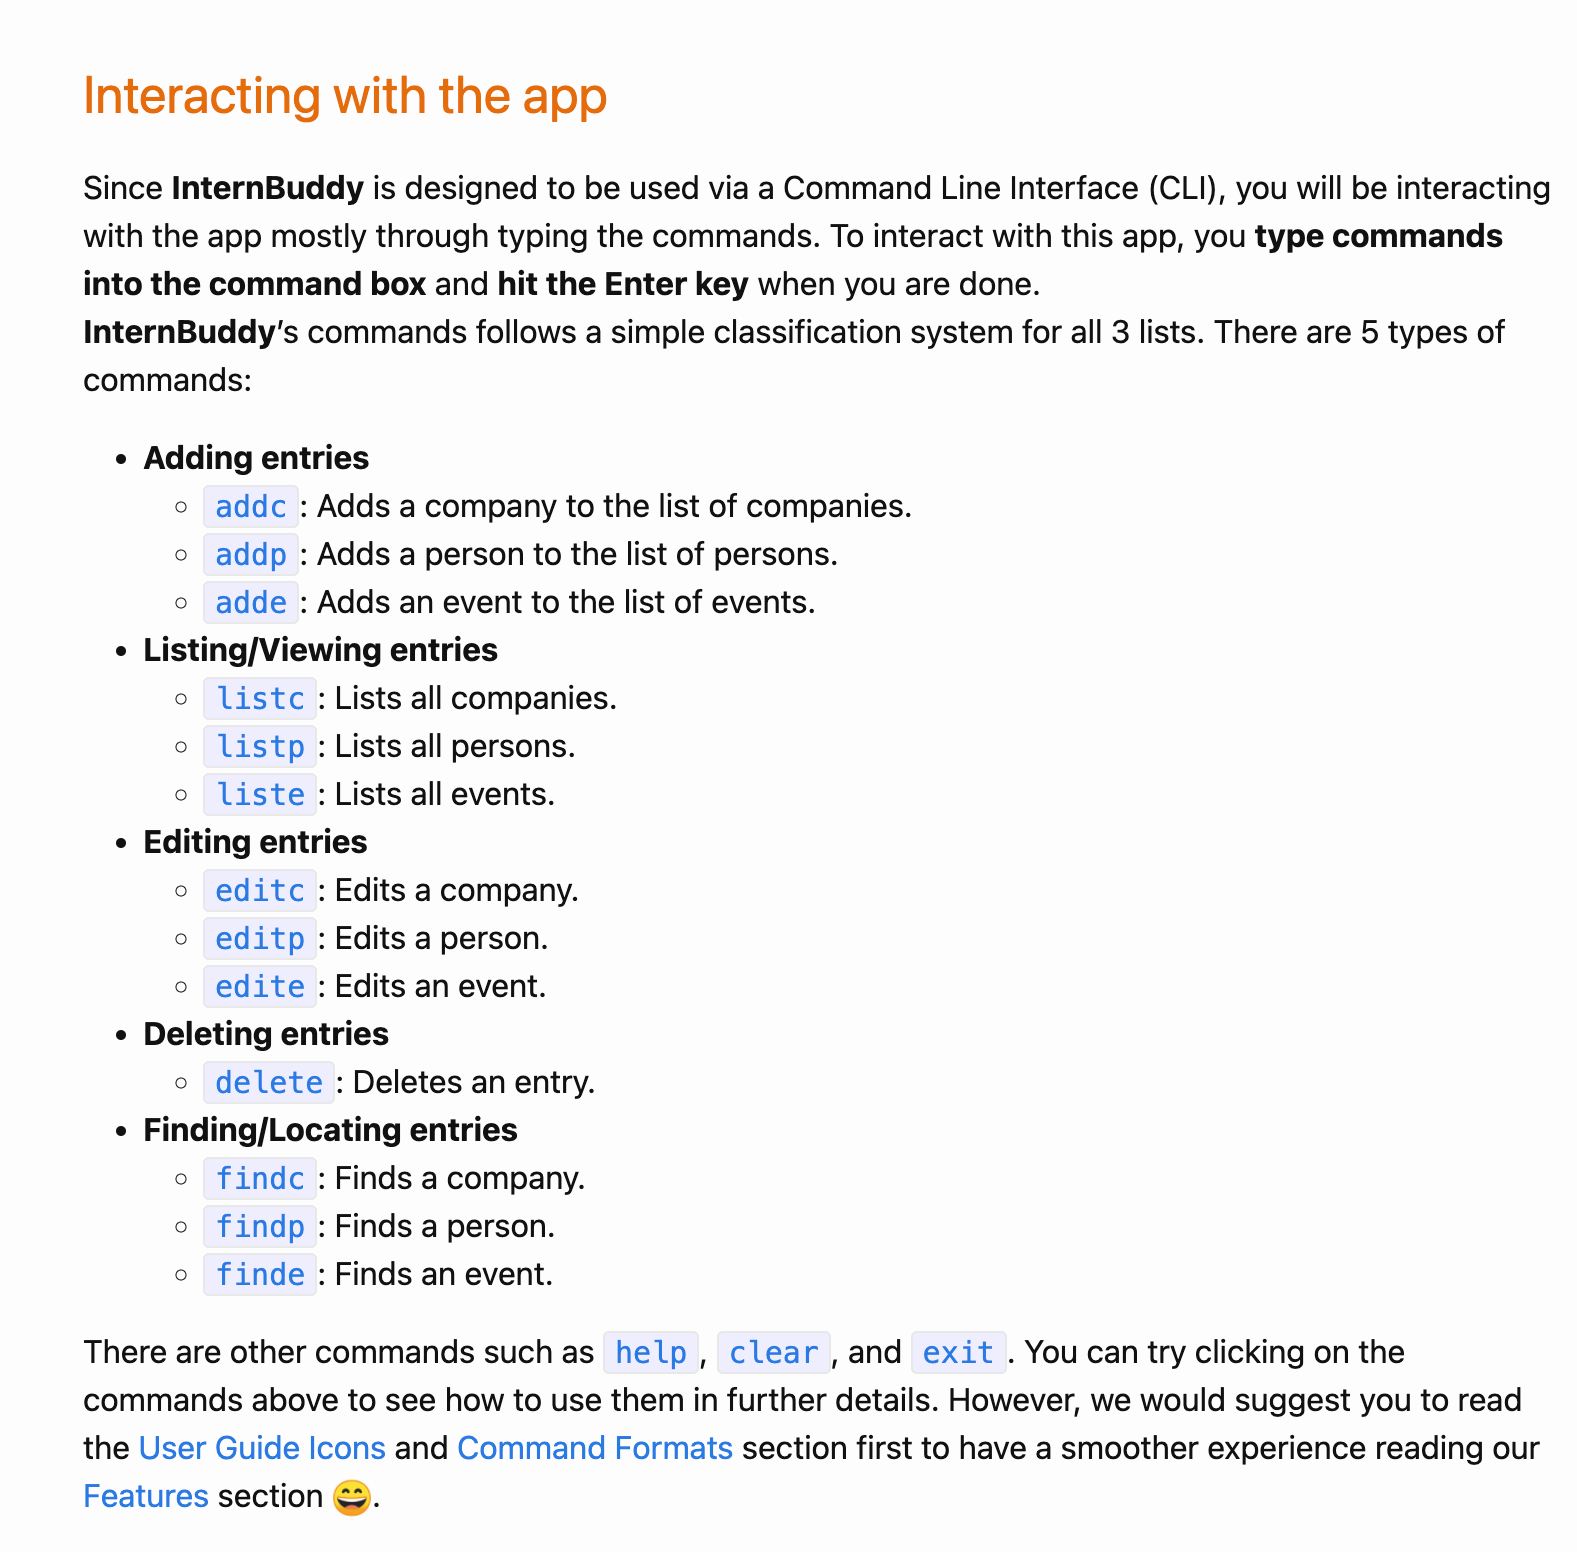 Interacting with the app
Since InternBuddy is designed to be used via a Command Line Interface (CLI), you will be interacting
with the app mostly through typing the commands. To interact with this app, you type commands
into the command box and hit the Enter key when you are done.
InternBuddy’s commands follows a simple classification system for all 3 lists. There are 5 types of
commands:
• Adding entries
◦ addc : Adds a company to the list of companies.
◦ addp : Adds a person to the list of persons.
◦ adde : Adds an event to the list of events.
• Listing/Viewing entries
◦ listc : Lists all companies.
◦ listp : Lists all persons.
◦ liste : Lists all events.
• Editing entries
◦ editc : Edits a company.
◦ editp : Edits a person.
◦ edite : Edits an event.
• Deleting entries
◦ delete : Deletes an entry.
• Finding/Locating entries
◦ findc : Finds a company.
◦ findp : Finds a person.
◦ finde : Finds an event.
There are other commands such as help , clear , and exit . You can try clicking on the
commands above to see how to use them in further details. However, we would suggest you to read
the User Guide Icons and Command Formats section first to have a smoother experience reading our
Features section 😄.